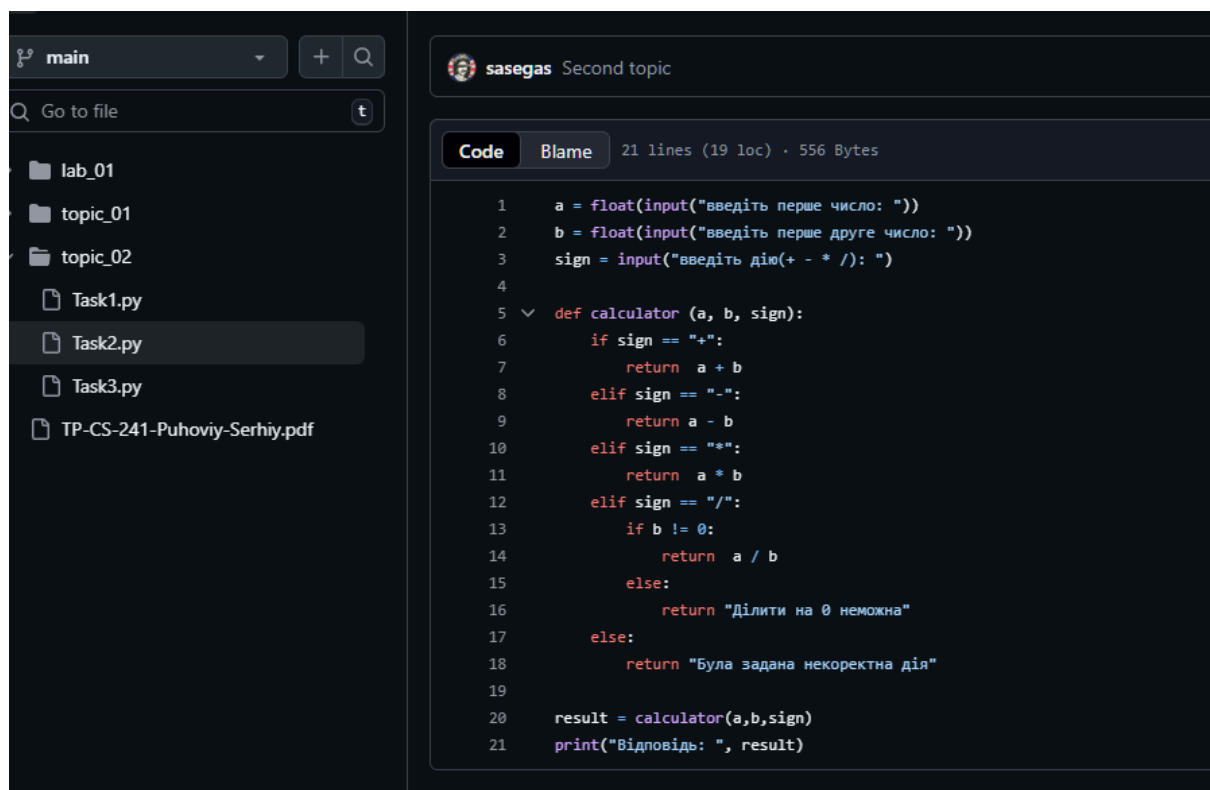 main
Go to file
t
lab_01
topic_01
topic_02
Task1.py
Task2.py
Task3.py
TP-CS-241-Puhoviy-Serhiy.pdf
sasegas Second topic
Code Blame 21 lines (19 loc) · 556 Bytes
1 a = float(input("введіть перше число: "))
2 b = float(input("введіть перше друге число: "))
3 sign = input("введіть дію(+ - * /): ")
4
5 def calculator (a, b, sign):
6     if sign == "+":
7         return  a + b
8     elif sign == "-":
9         return a - b
10     elif sign == "*":
11         return  a * b
12     elif sign == "/":
13         if b != 0:
14             return  a / b
15         else:
16             return "Ділити на 0 неможна"
17     else:
18         return "Була задана некоректна дія"
19
20 result = calculator(a,b,sign)
21 print("Відповідь: ", result)